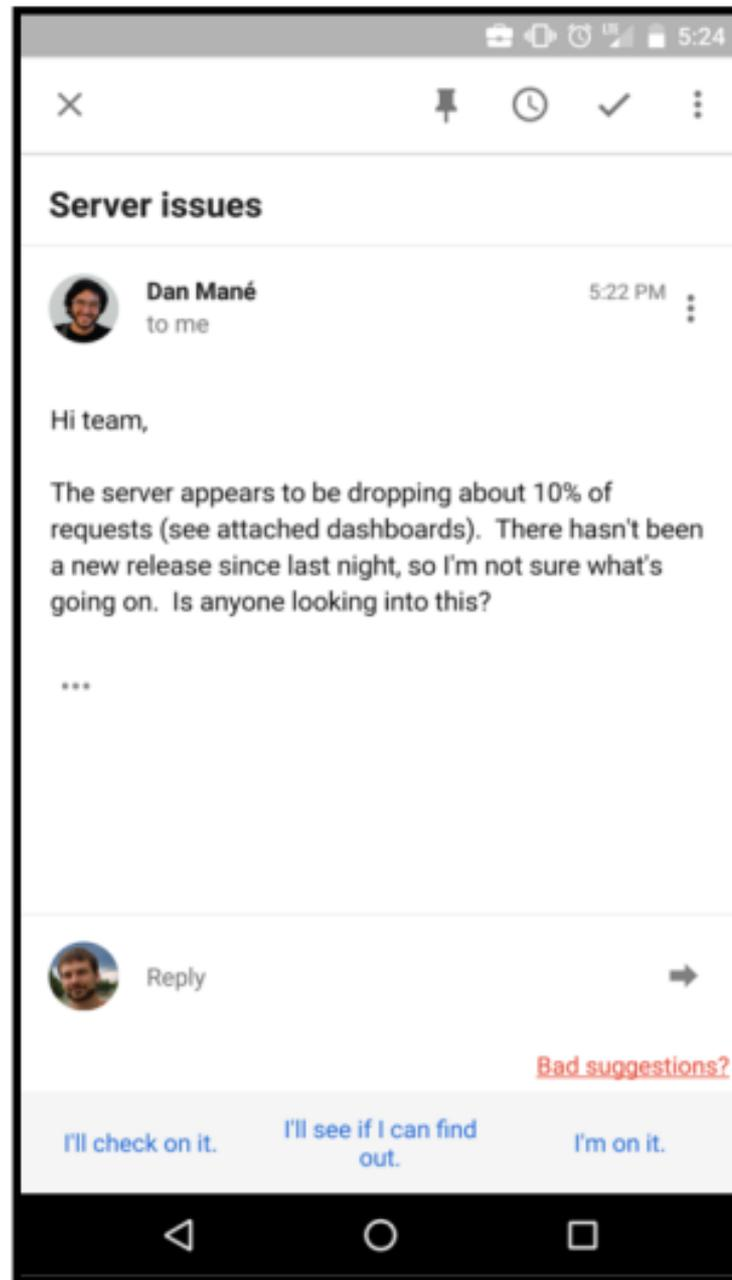 LTE 5:24
Server issues
Dan Mané 5:22 PM
to me
Hi team,
The server appears to be dropping about 10% of
requests (see attached dashboards).  There hasn't been
a new release since last night, so I'm not sure what's
going on.  Is anyone looking into this?
Reply
Bad suggestions?
I'll check on it.
I'll see if I can find
out.
I'm on it.